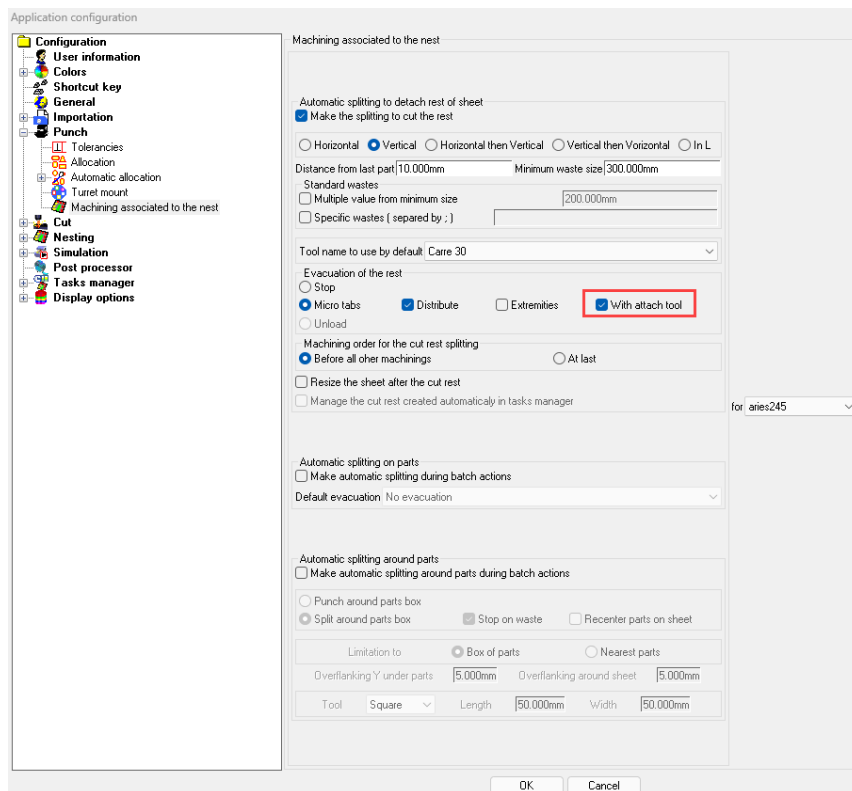 Application configuration
Configuration
User information
Colors
Shortcut key
General
Importation
Punch
Tolerancies
Allocation
Automatic allocation
Turret mount
Machining associated to the nest
Cut
Nesting
Simulation
Post processor
Tasks manager
Display options
Machining associated to the nest
Automatic splitting to detach rest of sheet
Make the splitting to cut the rest
Horizontal Vertical Horizontal then Vertical Vertical then Vorizontal In L
Distance from last part 10.000mm Minimum waste size 300.000mm
Standard wastes
Multiple value from minimum size 200.000mm
Specific wastes ( separed by ; )
Tool name to use by default Carre 30
Evacuation of the rest
Stop
Micro tabs Distribute Extremities With attach tool
Unload
Machining order for the cut rest splitting
Before all oher machinings At last
Resize the sheet after the cut rest
Manage the cut rest created automaticaly in tasks manager
for aries245
Automatic splitting on parts
Make automatic splitting during batch actions
Default evacuation No evacuation
Automatic splitting around parts
Make automatic splitting around parts during batch actions
Punch around parts box
Split around parts box Stop on waste Recenter parts on sheet
Limitation to Box of parts Nearest parts
Overflanking Y under parts 5.000mm Overflanking around sheet 5.000mm
Tool Square Length 50.000mm Width 50.000mm
OK Cancel